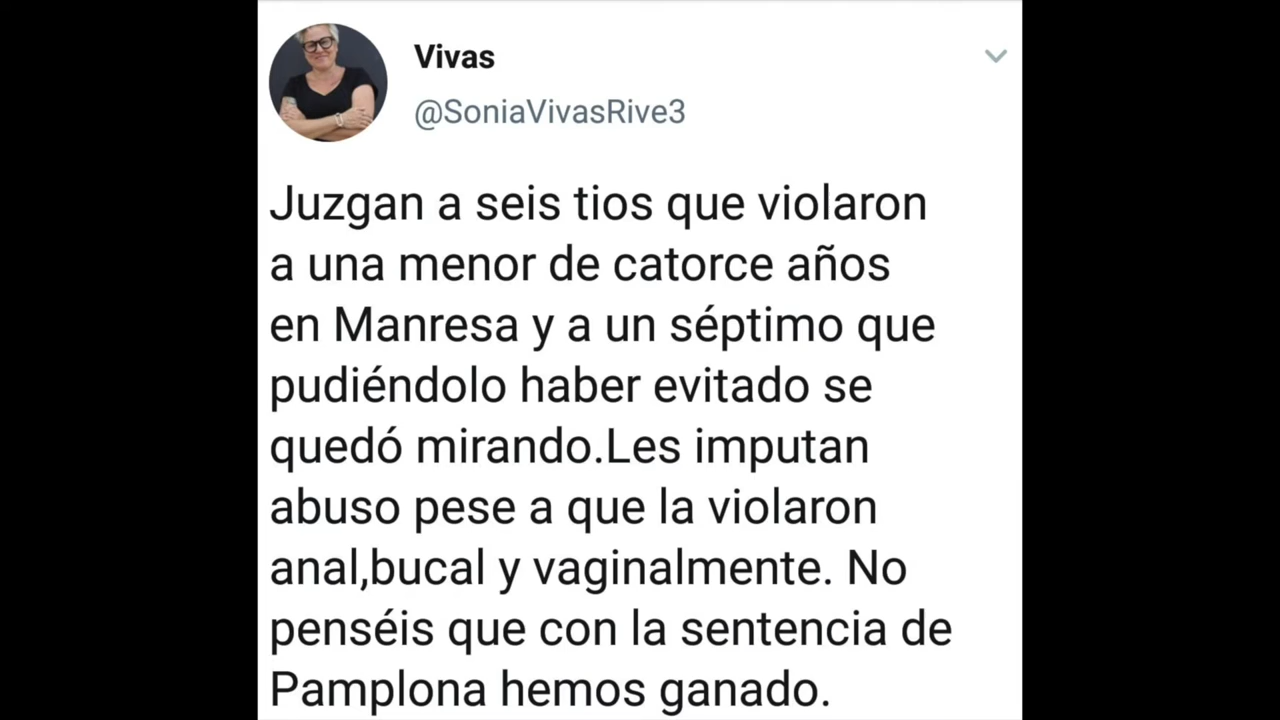 Vivas
@SoniaVivasRive3
Juzgan a seis tios que violaron
a una menor de catorce años
en Manresa y a un séptimo que
pudiéndolo haber evitado se
quedó mirando.Les imputan
abuso pese a que la violaron
anal,bucal y vaginalmente. No
penséis que con la sentencia de
Pamplona hemos ganado.